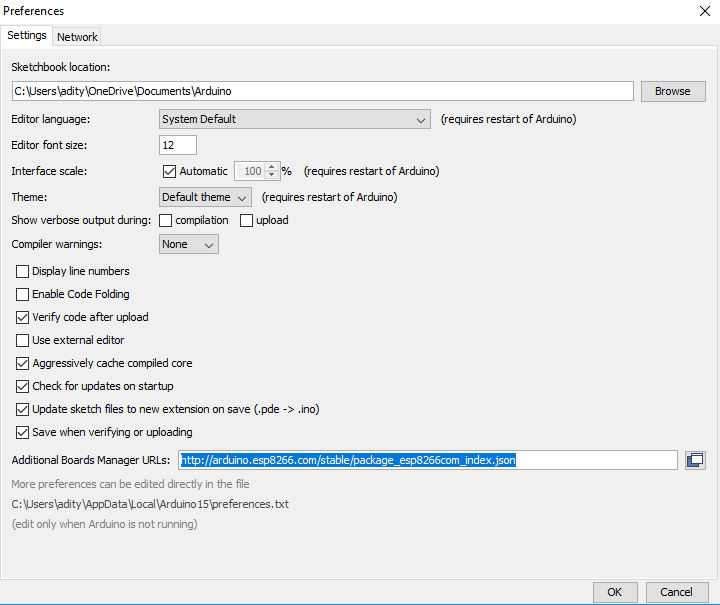 Preferences
Settings Network
Sketchbook location:
C:\Users\adity\OneDrive\Documents\Arduino Browse
Editor language: System Default (requires restart of Arduino)
Editor font size: 12
Interface scale: Automatic 100 % (requires restart of Arduino)
Theme: Default theme (requires restart of Arduino)
Show verbose output during: compilation upload
Compiler warnings: None
Display line numbers
Enable Code Folding
Verify code after upload
Use external editor
Aggressively cache compiled core
Check for updates on startup
Update sketch files to new extension on save (.pde -> .ino)
Save when verifying or uploading
Additional Boards Manager URLs: http://arduino.esp8266.com/stable/package_esp8266com_index.json
More preferences can be edited directly in the file
C:\Users\adity\AppData\Local\Arduino15\preferences.txt
(edit only when Arduino is not running)
OK Cancel